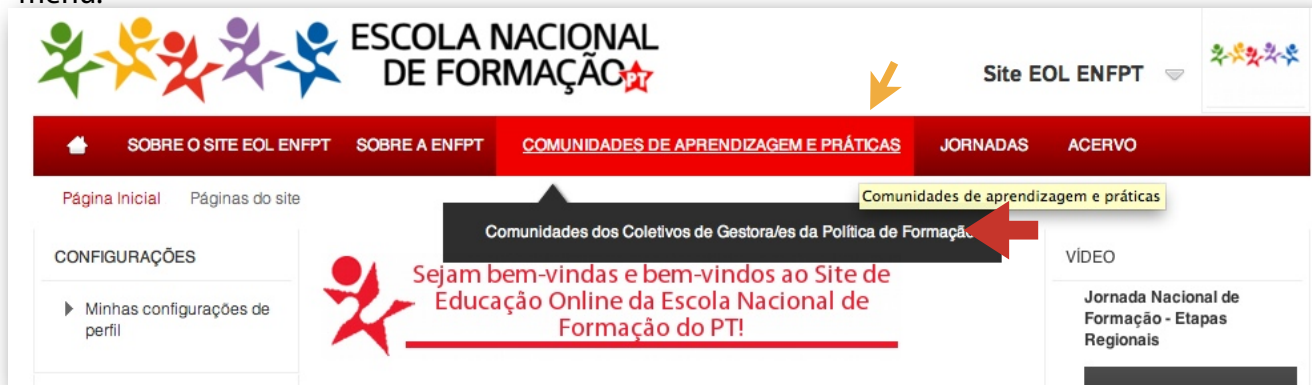 menu.
ESCOLA NACIONAL
DE FORMAÇÃO PT
Site EOL ENFPT
SOBRE O SITE EOL ENFPT SOBRE A ENFPT COMUNIDADES DE APRENDIZAGEM E PRÁTICAS JORNADAS ACERVO
Página Inicial Páginas do site
Comunidades de aprendizagem e práticas
Comunidades dos Coletivos de Gestora/es da Política de Formação
CONFIGURAÇÕES
Minhas configurações de
perfil
Sejam bem-vindas e bem-vindos ao Site de
Educação Online da Escola Nacional de
Formação do PT!
VÍDEO
Jornada Nacional de
Formação - Etapas
Regionais